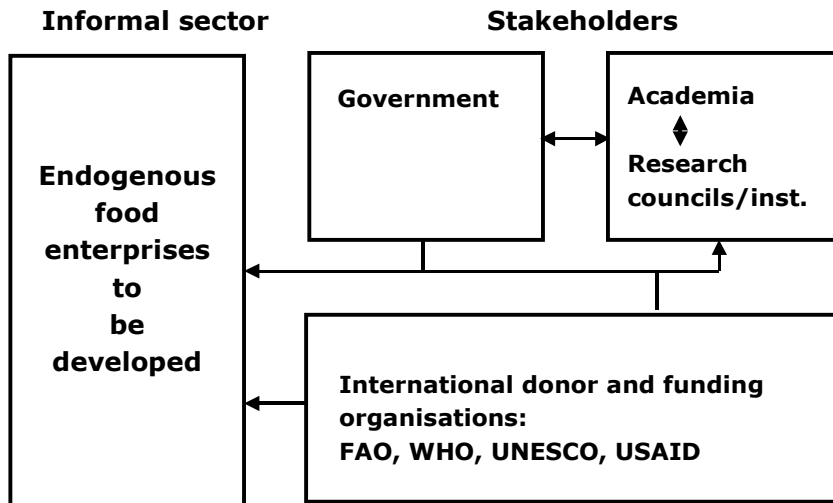 Informal sector
Stakeholders
Endogenous
food
enterprises
to
be
developed
Government
Academia
Research
councils/inst.
International donor and funding
organisations:
FAO, WHO, UNESCO, USAID